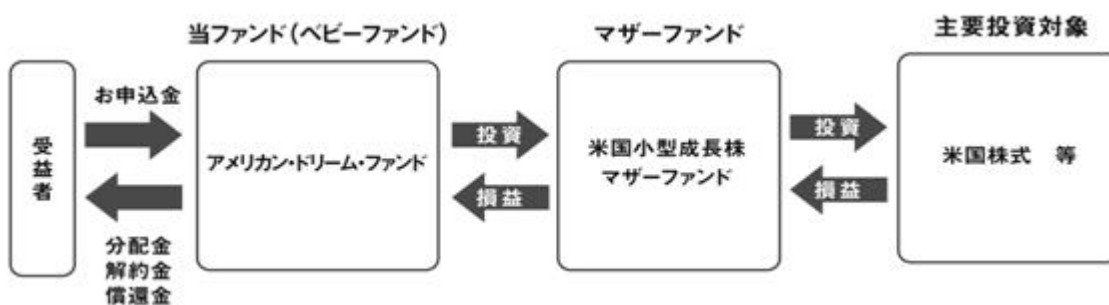 当ファンド(ベビーファンド)
マザーファンド
主要投資対象
受益者
お申込金
分配金
解約金
償還金
アメリカン・ドリーム・ファンド
投資
損益
米国小型成長株
マザーファンド
投資
損益
米国株式 等